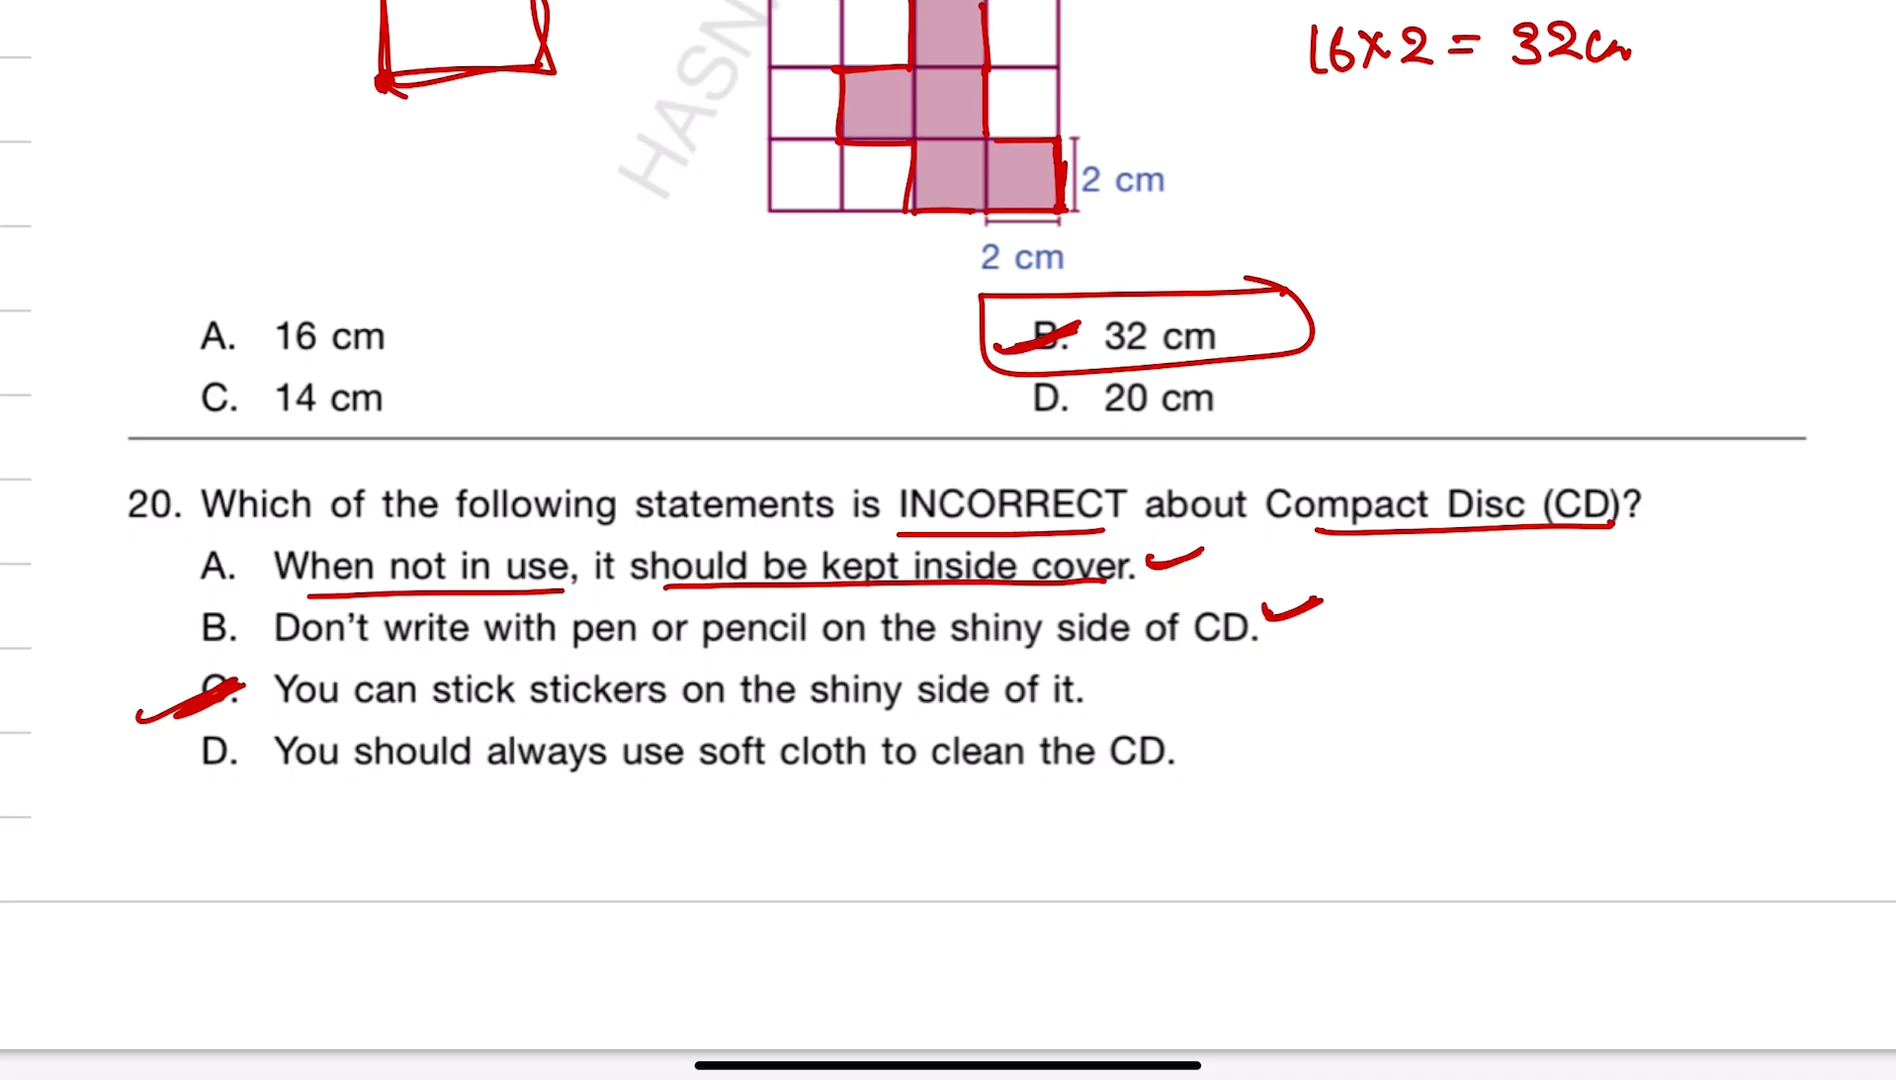 16×2 = 32cm
HASN
2 cm
2 cm
A. 16 cm
B. 32 cm
C. 14 cm
D. 20 cm
20. Which of the following statements is INCORRECT about Compact Disc (CD)?
A. When not in use, it should be kept inside cover.
B. Don't write with pen or pencil on the shiny side of CD.
C. You can stick stickers on the shiny side of it.
D. You should always use soft cloth to clean the CD.